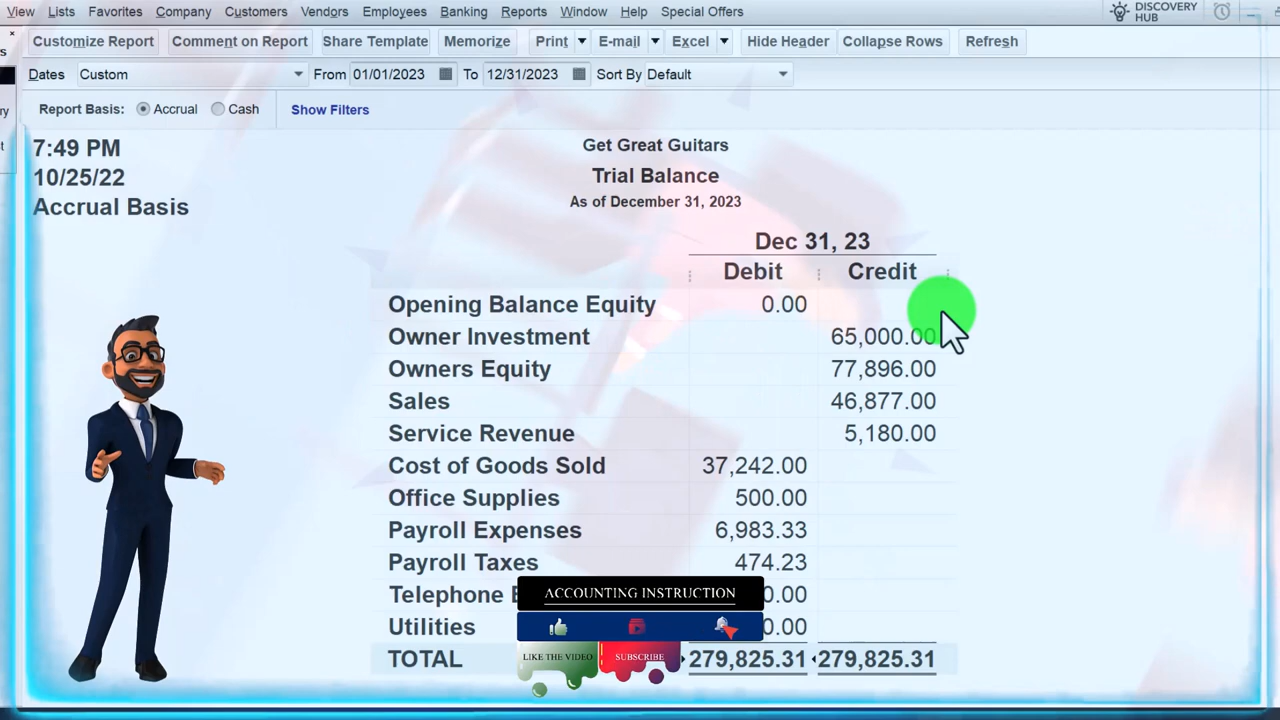 View Lists Favorites Company Customers Vendors Employees Banking Reports Window Help Special Offers DISCOVERY HUB
Customize Report Comment on Report Share Template Memorize Print E-mail Excel Hide Header Collapse Rows Refresh
Dates Custom From 01/01/2023 To 12/31/2023 Sort By Default
Report Basis: Accrual Cash Show Filters
7:49 PM
10/25/22
Accrual Basis
Get Great Guitars
Trial Balance
As of December 31, 2023
Dec 31, 23
Debit Credit
Opening Balance Equity 0.00
Owner Investment 65,000.00
Owners Equity 77,896.00
Sales 46,877.00
Service Revenue 5,180.00
Cost of Goods Sold 37,242.00
Office Supplies 500.00
Payroll Expenses 6,983.33
Payroll Taxes 474.23
Telephone
Utilities
TOTAL 279,825.31 279,825.31
ACCOUNTING INSTRUCTION
LIKE THE VIDEO SUBSCRIBE